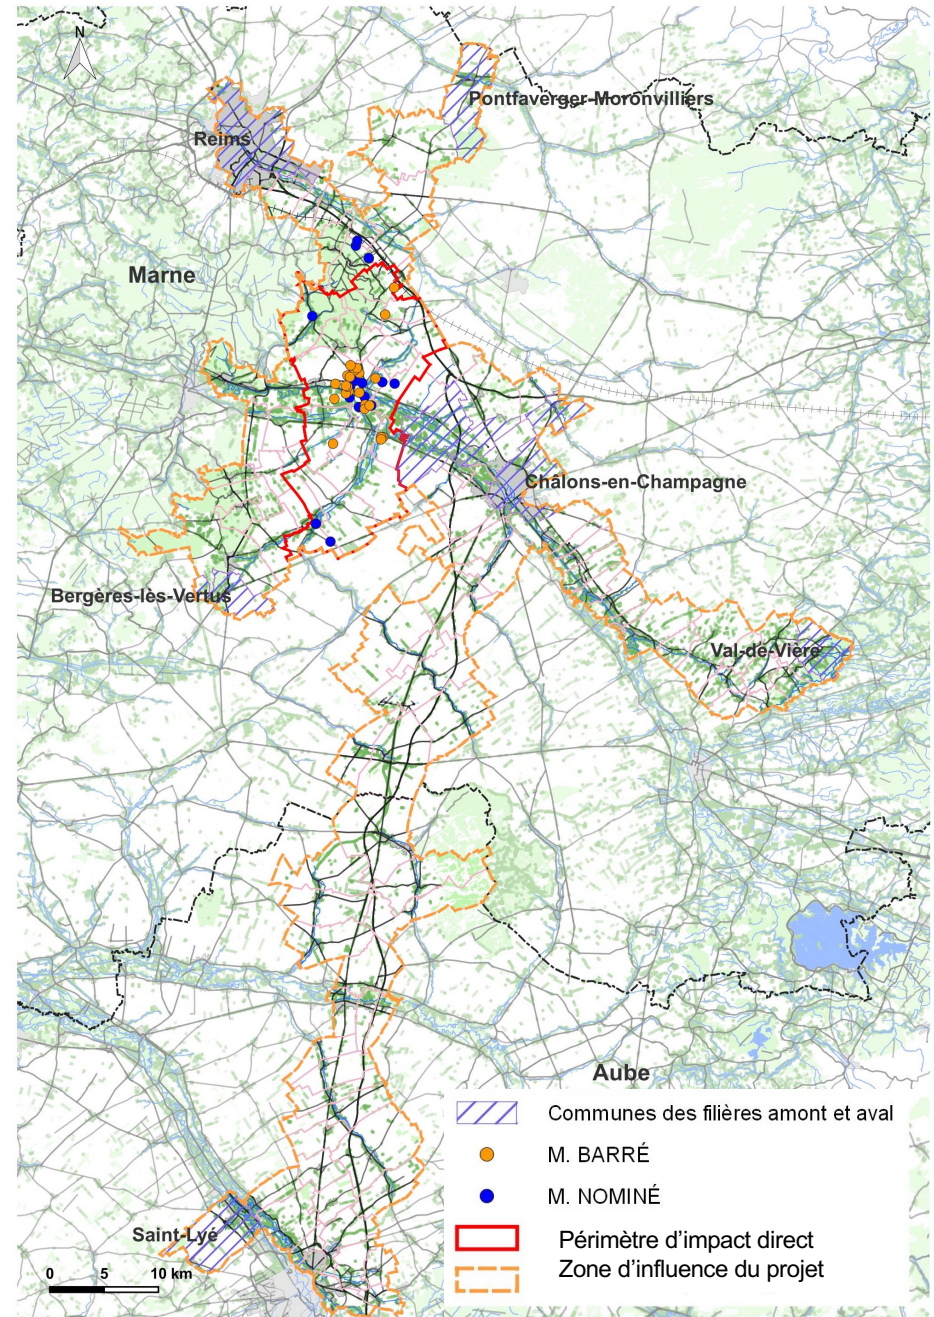 N
Pontfaverger-Moronvilliers
Reims
Marne
Châlons-en-Champagne
Bergères-lès-Vertus
Val-de-Vière
Aube
Communes des filières amont et aval
M. BARRÉ
M. NOMINÉ
Périmètre d'impact direct
Zone d'influence du projet
Saint-Lyé
0 5 10 km